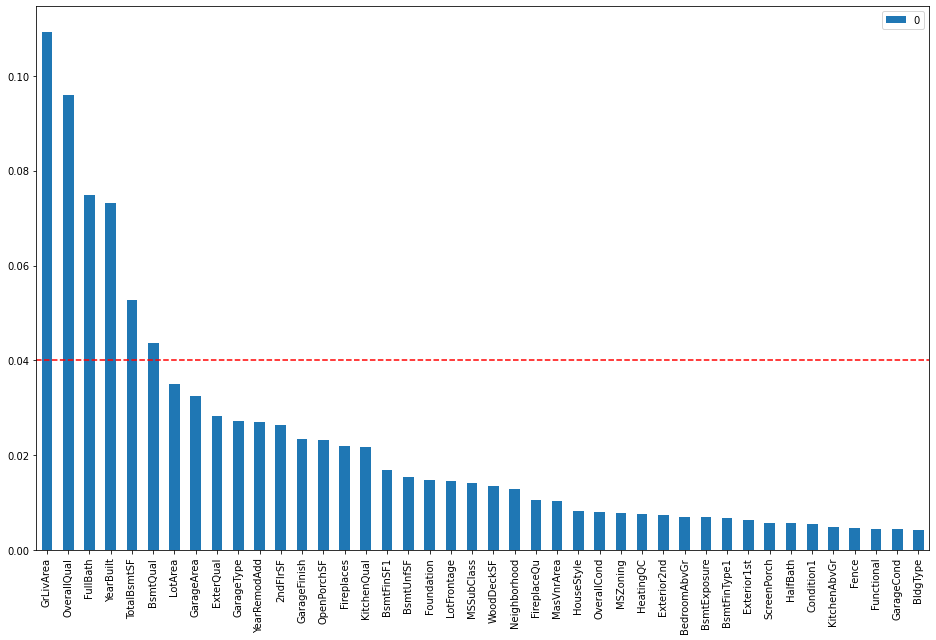 0
0.10
0.08
0.06
0.04
0.02
0.00
GrLivArea
OverallQual
FullBath
YearBuilt
TotalBsmtSF
BsmtQual
LotArea
GarageArea
ExterQual
GarageType
YearRemodAdd
2ndFlrSF
GarageFinish
OpenPorchSF
Fireplaces
KitchenQual
BsmtFinSF1
BsmtUnfSF
Foundation
LotFrontage
MSSubClass
WoodDeckSF
Neighborhood
FireplaceQu
MasVnrArea
HouseStyle
OverallCond
MSZoning
HeatingQC
Exterior2nd
BedroomAbvGr
BsmtExposure
BsmtFinType1
Exterior1st
ScreenPorch
HalfBath
Condition1
KitchenAbvGr
Fence
Functional
GarageCond
BldgType